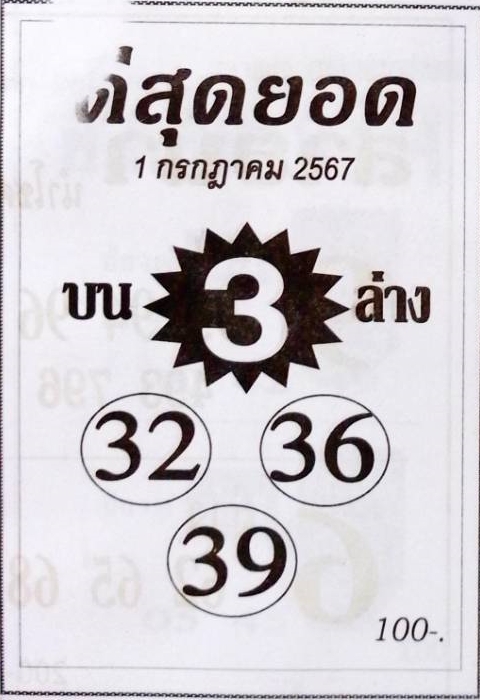 ต่สุดยอด
1 กรกฎาคม 2567
บน 3 ล่าง
32 36
39
100-.